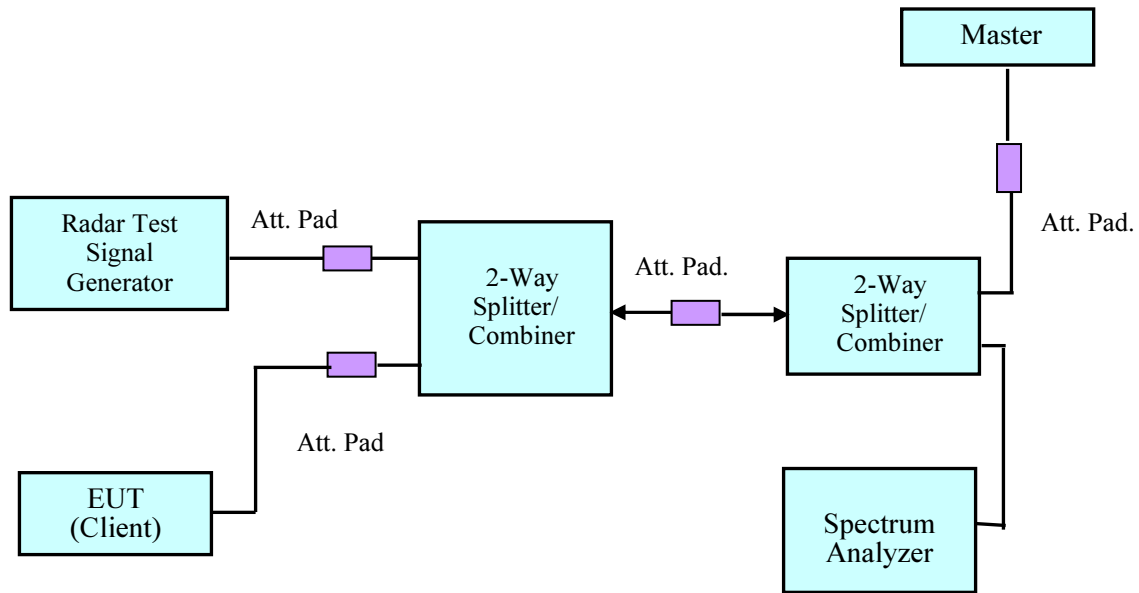 Master
Att. Pad.
Radar Test
Signal
Generator
Att. Pad
2-Way
Splitter/
Combiner
Att. Pad.
2-Way
Splitter/
Combiner
Att. Pad
EUT
(Client)
Spectrum
Analyzer